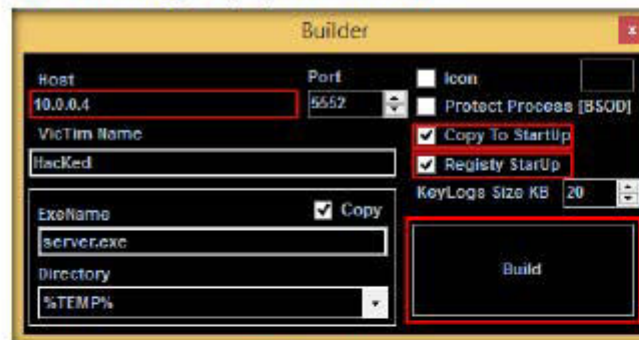 Builder
x
Host
Port
10.0.0.4
5552
Icon
Protect Process [BSOD]
VicTim Name
Copy To StartUp
HacKed
Registy StarUp
KeyLogs Size KB 20
ExeName
Copy
server.exe
Directory
%TEMP%
Build